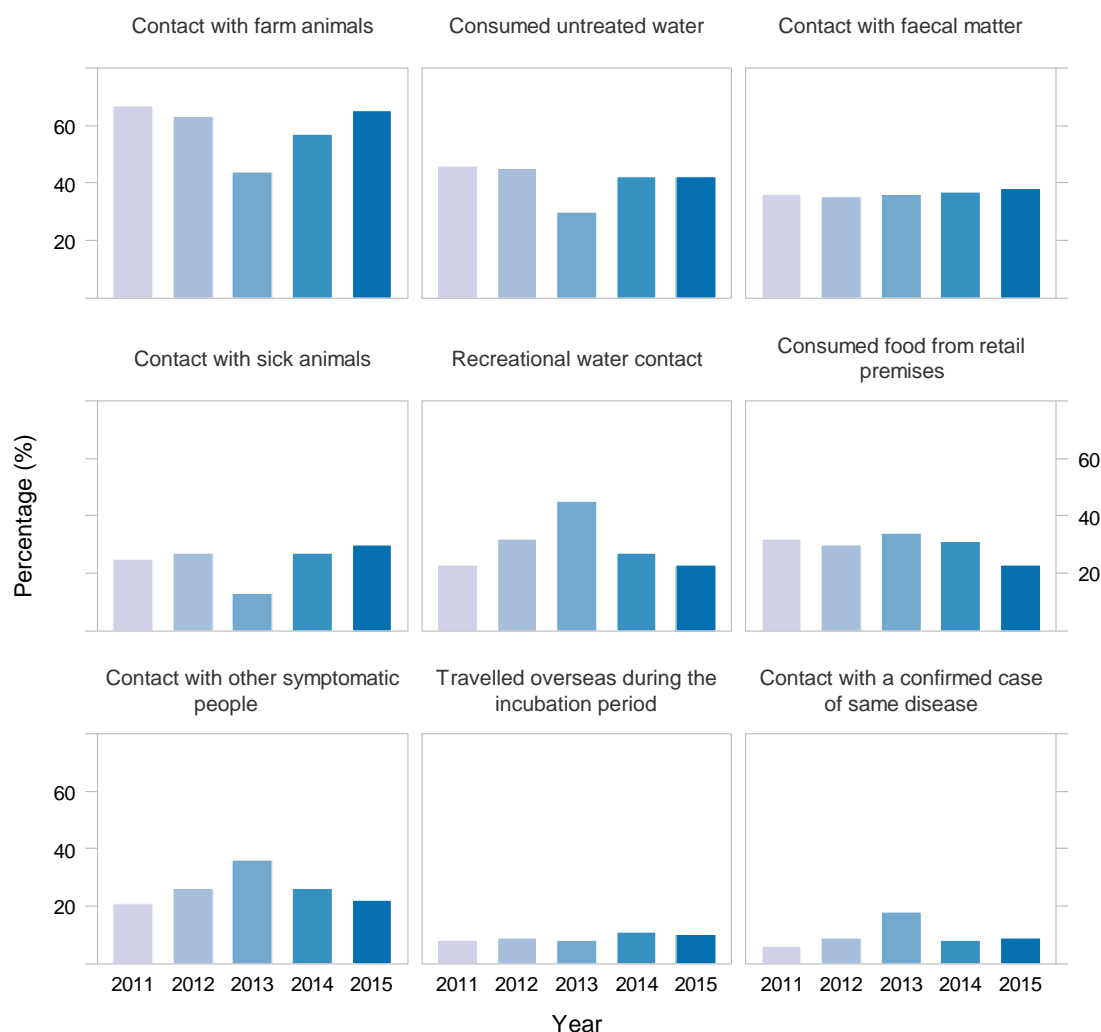 Contact with farm animals
Consumed untreated water
Contact with faecal matter
60
40
20
Contact with sick animals
Recreational water contact
Consumed food from retail
premises
Percentage (%)
60
40
20
Contact with other symptomatic
people
Travelled overseas during the
incubation period
Contact with a confirmed case
of same disease
60
40
20
2011 2012 2013 2014 2015
2011 2012 2013 2014 2015
2011 2012 2013 2014 2015
Year